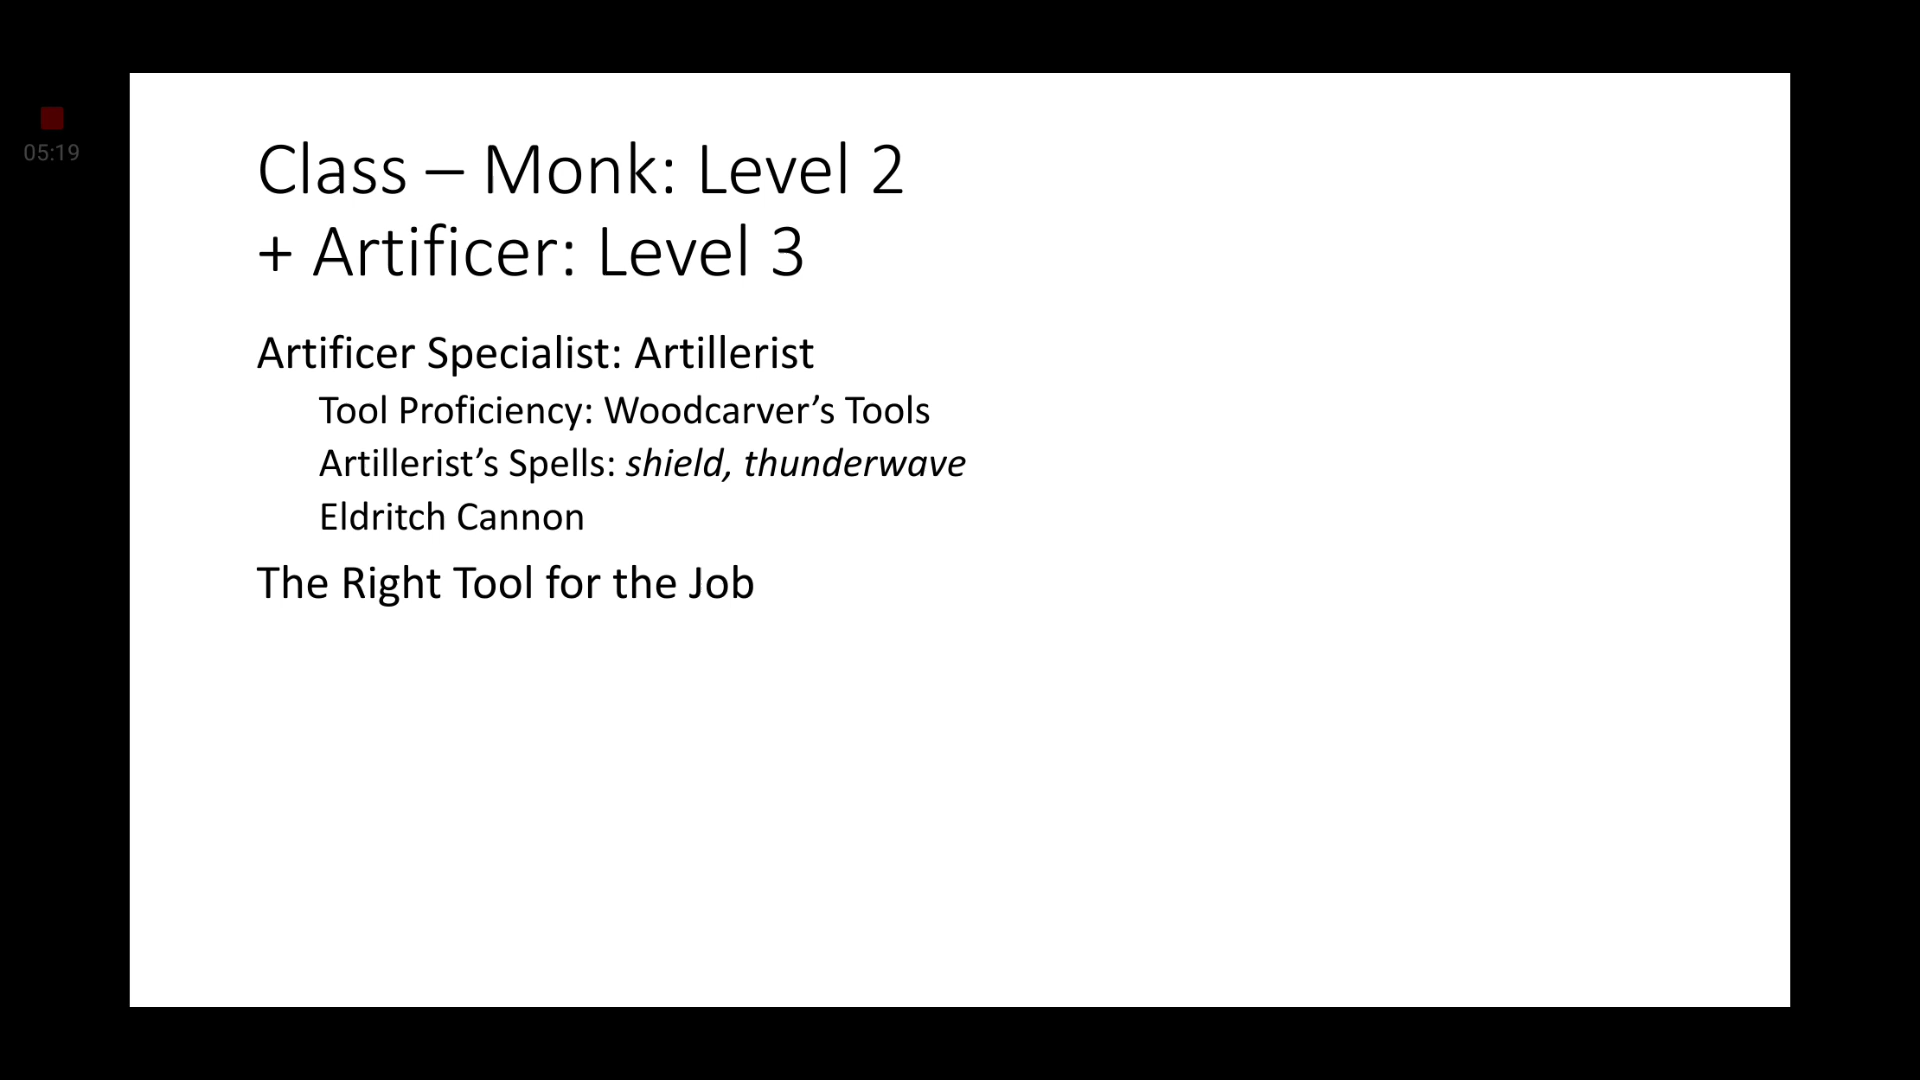 05:19
Class – Monk: Level 2
+ Artificer: Level 3
Artificer Specialist: Artillerist
Tool Proficiency: Woodcarver’s Tools
Artillerist’s Spells: shield, thunderwave
Eldritch Cannon
The Right Tool for the Job